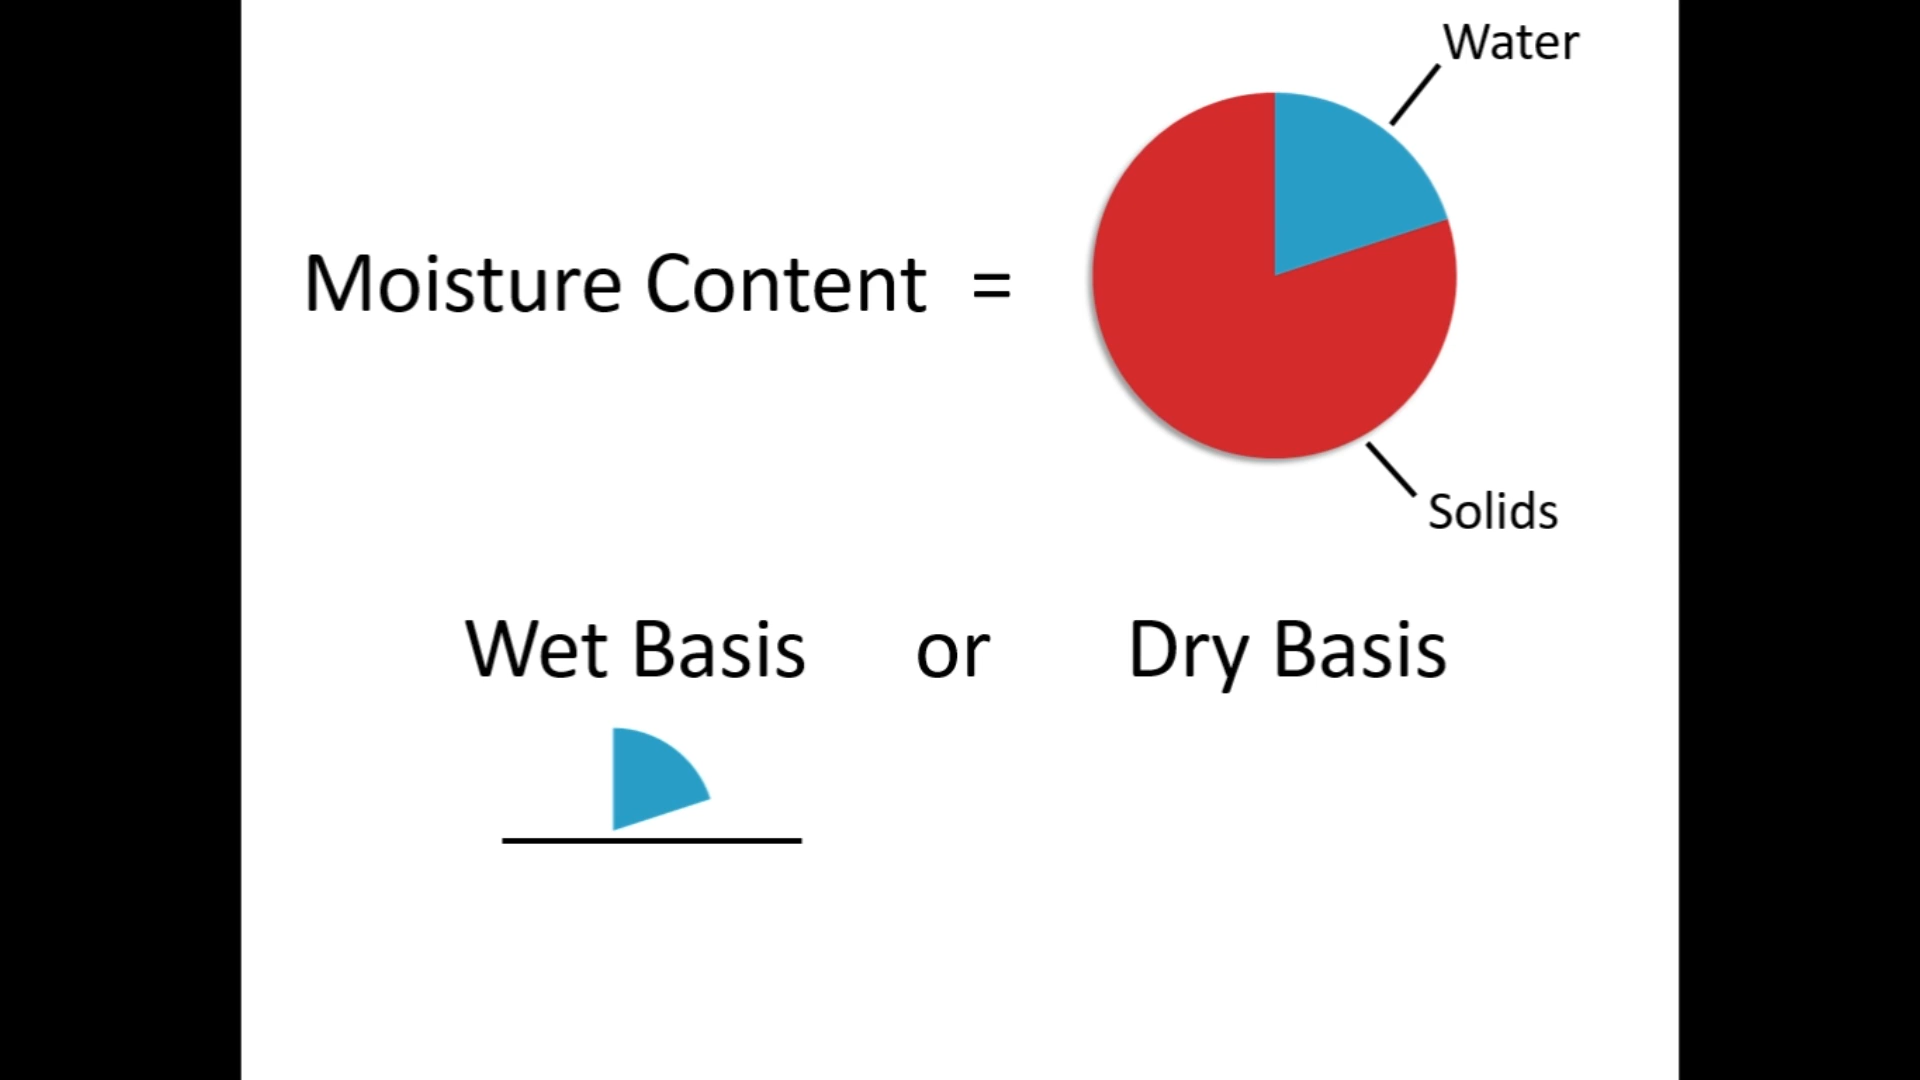 Water
Moisture Content =
Solids
Wet Basis or Dry Basis